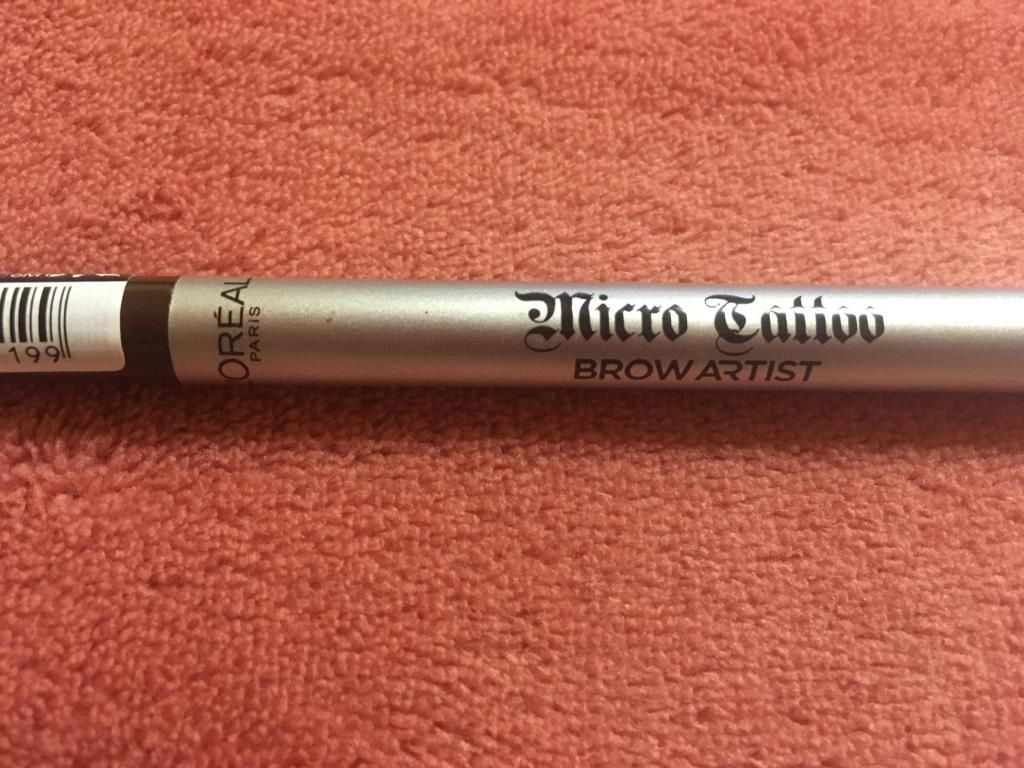 199
ORÉAL
PARIS
Micro Tattoo
BROW ARTIST